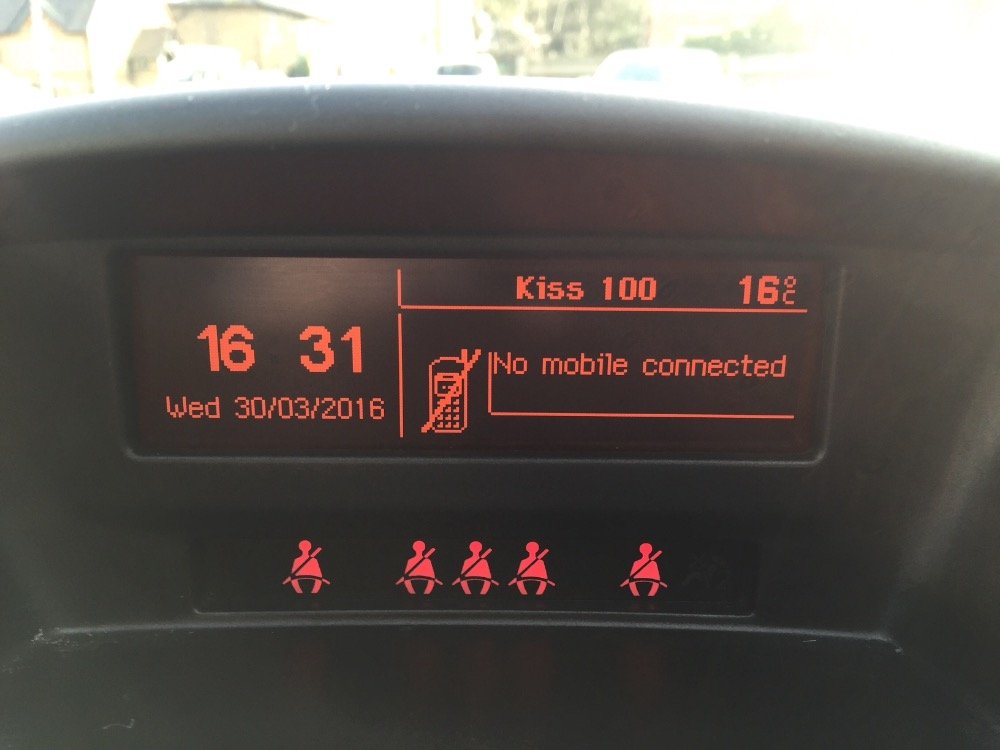 Kiss 100 16°C
16 31
Wed 30/03/2016
No mobile connected